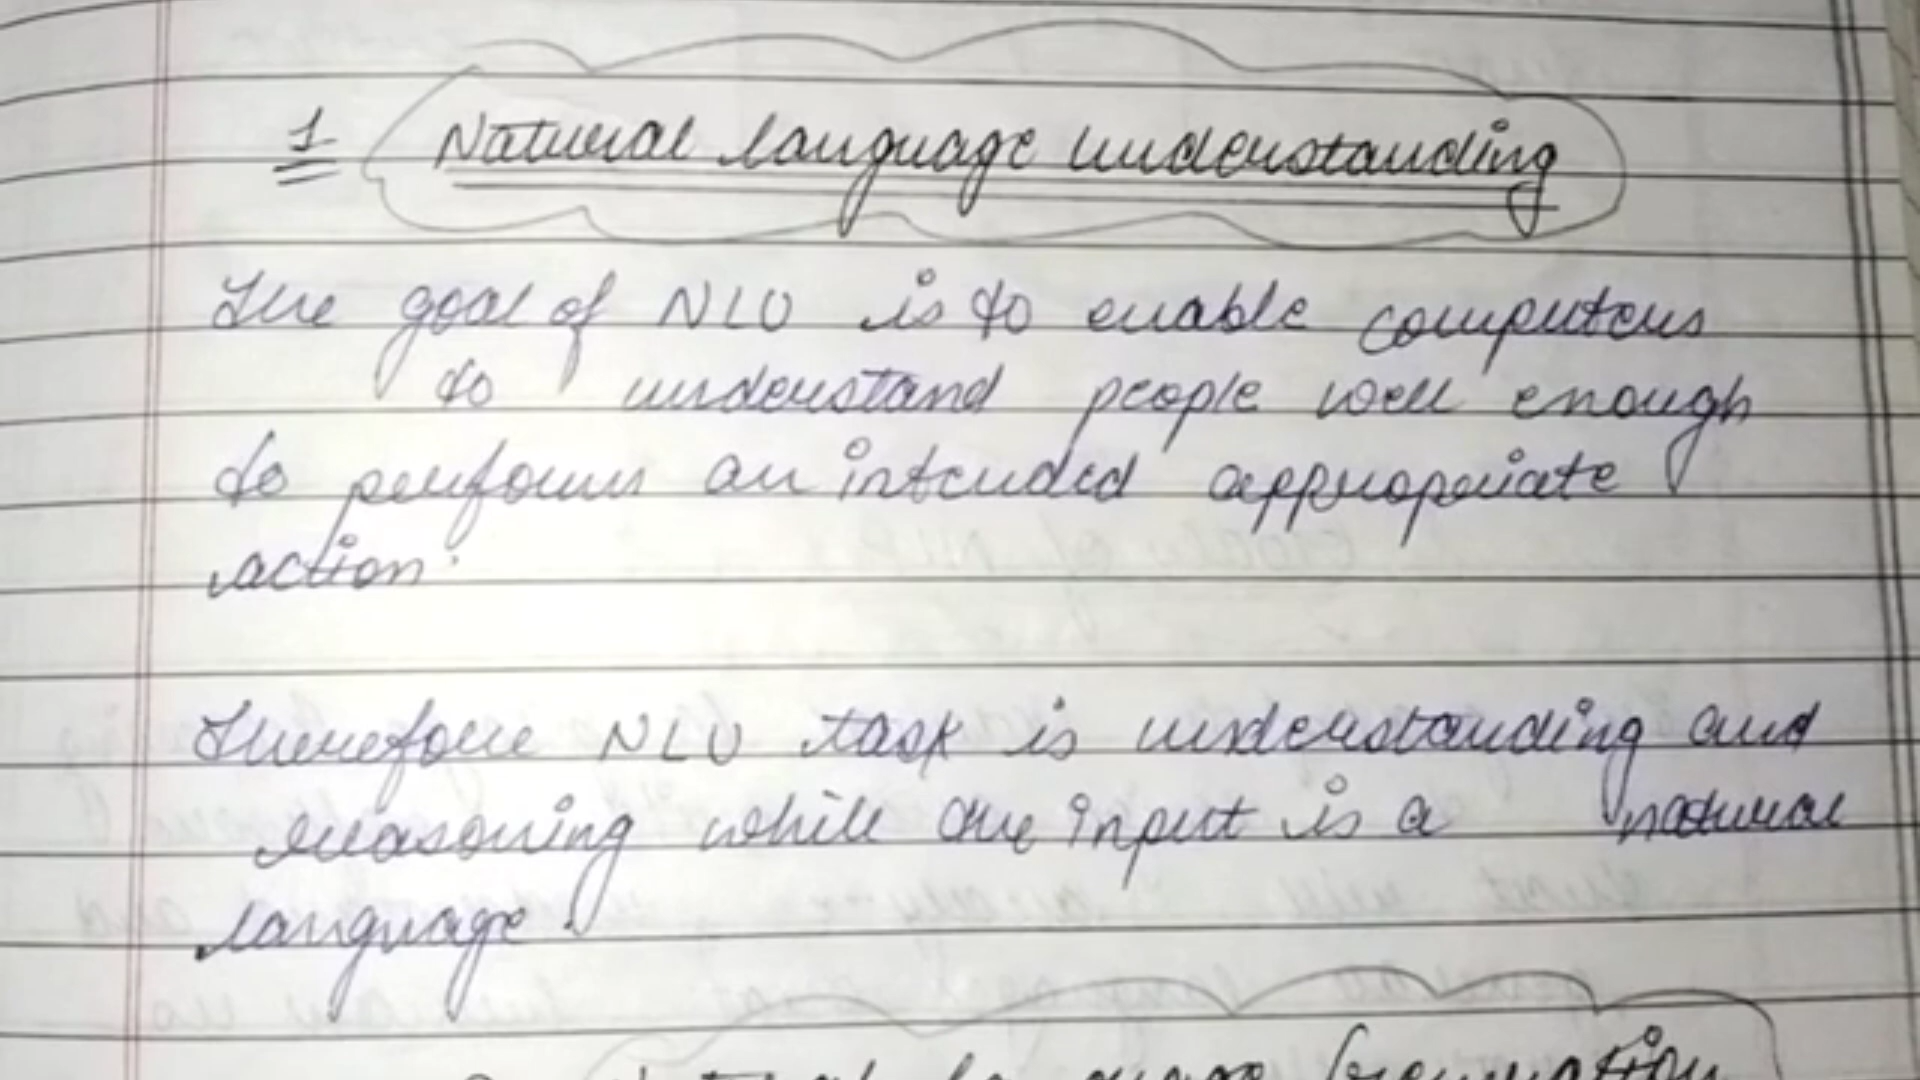 1 Natural language understanding
The goal of NLU is to enable computers
to understand people well enough
to perform an intended appropriate
action.
Therefore NLU task is understanding and
reasoning while the input is a natural
language.
Generation